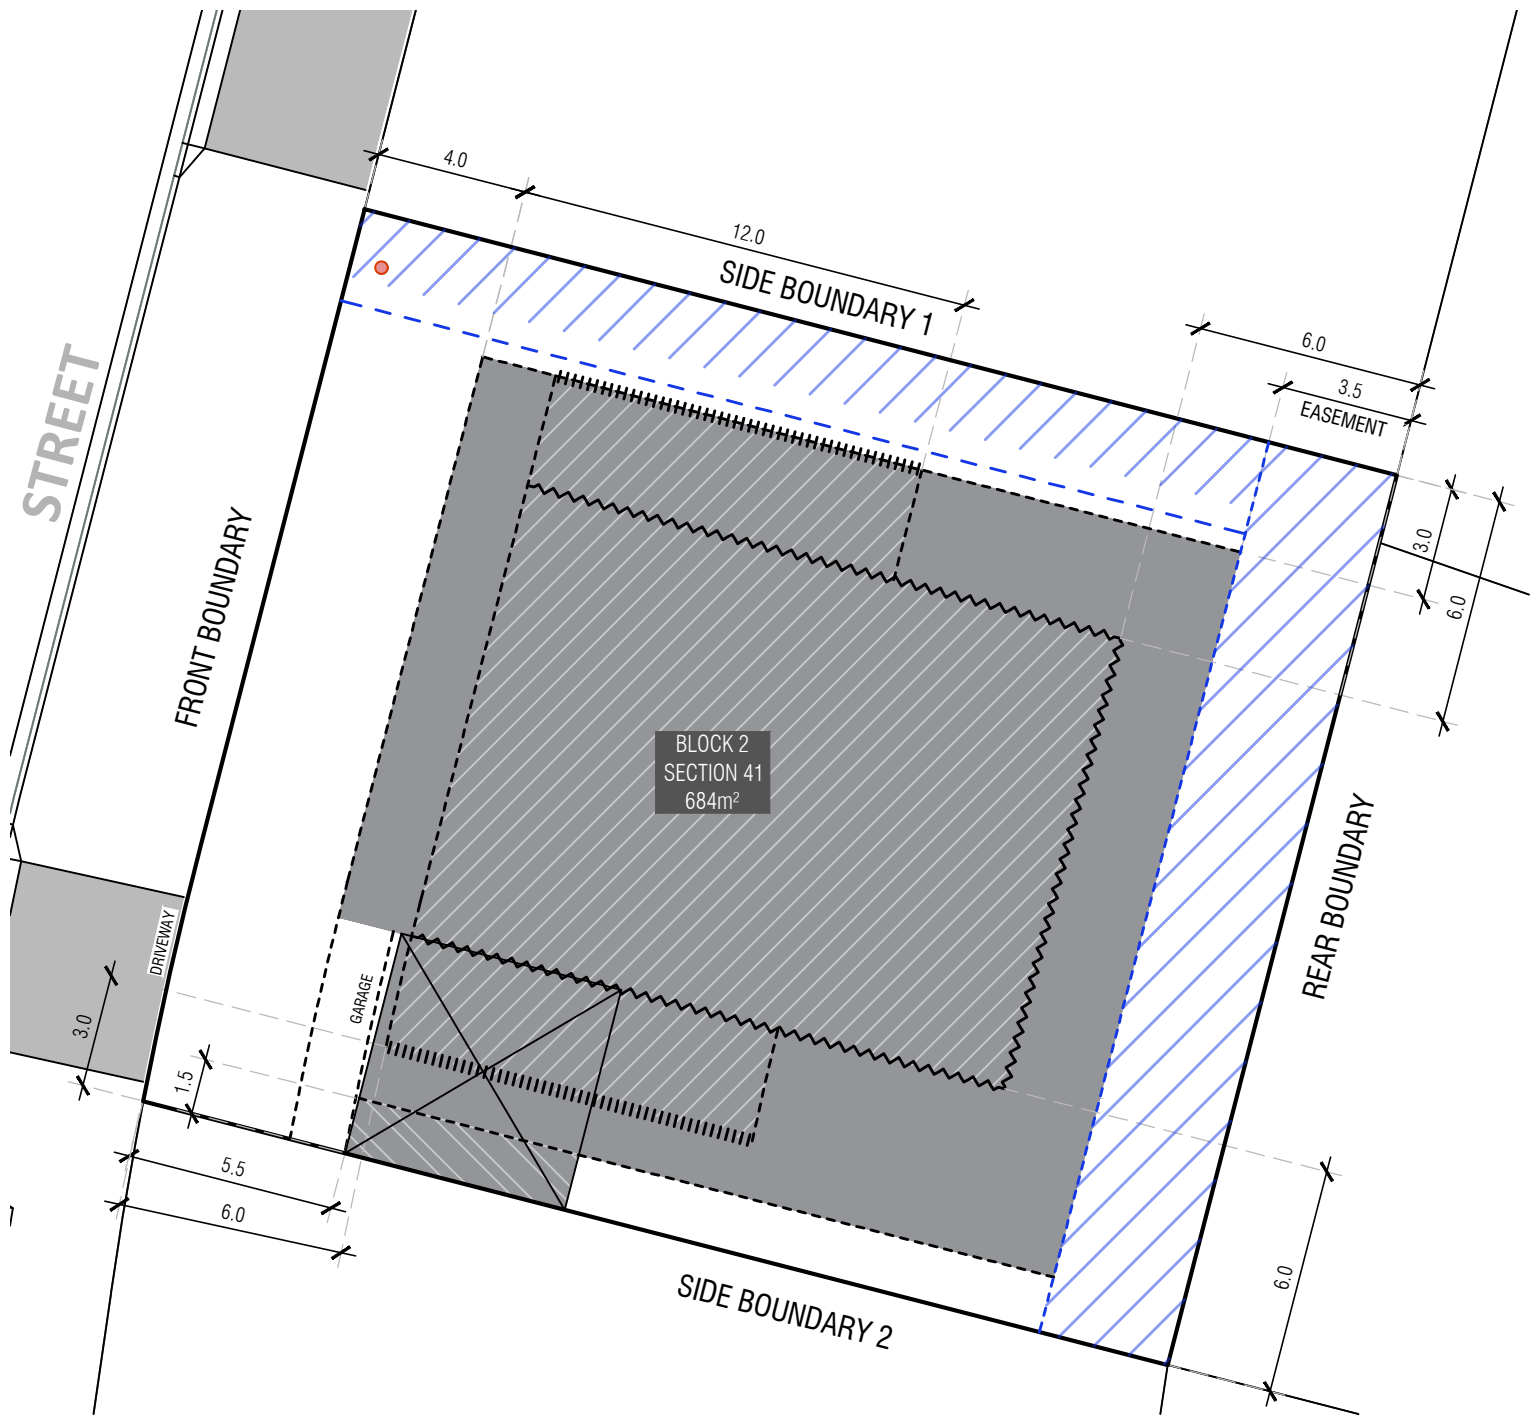 4.0
12.0
SIDE BOUNDARY 1
6.0
3.5
EASEMENT
STREET
FRONT BOUNDARY
3.0
6.0
BLOCK 2
SECTION 41
684m²
REAR BOUNDARY
DRIVEWAY
GARAGE
3.0
1.5
5.5
6.0
6.0
SIDE BOUNDARY 2